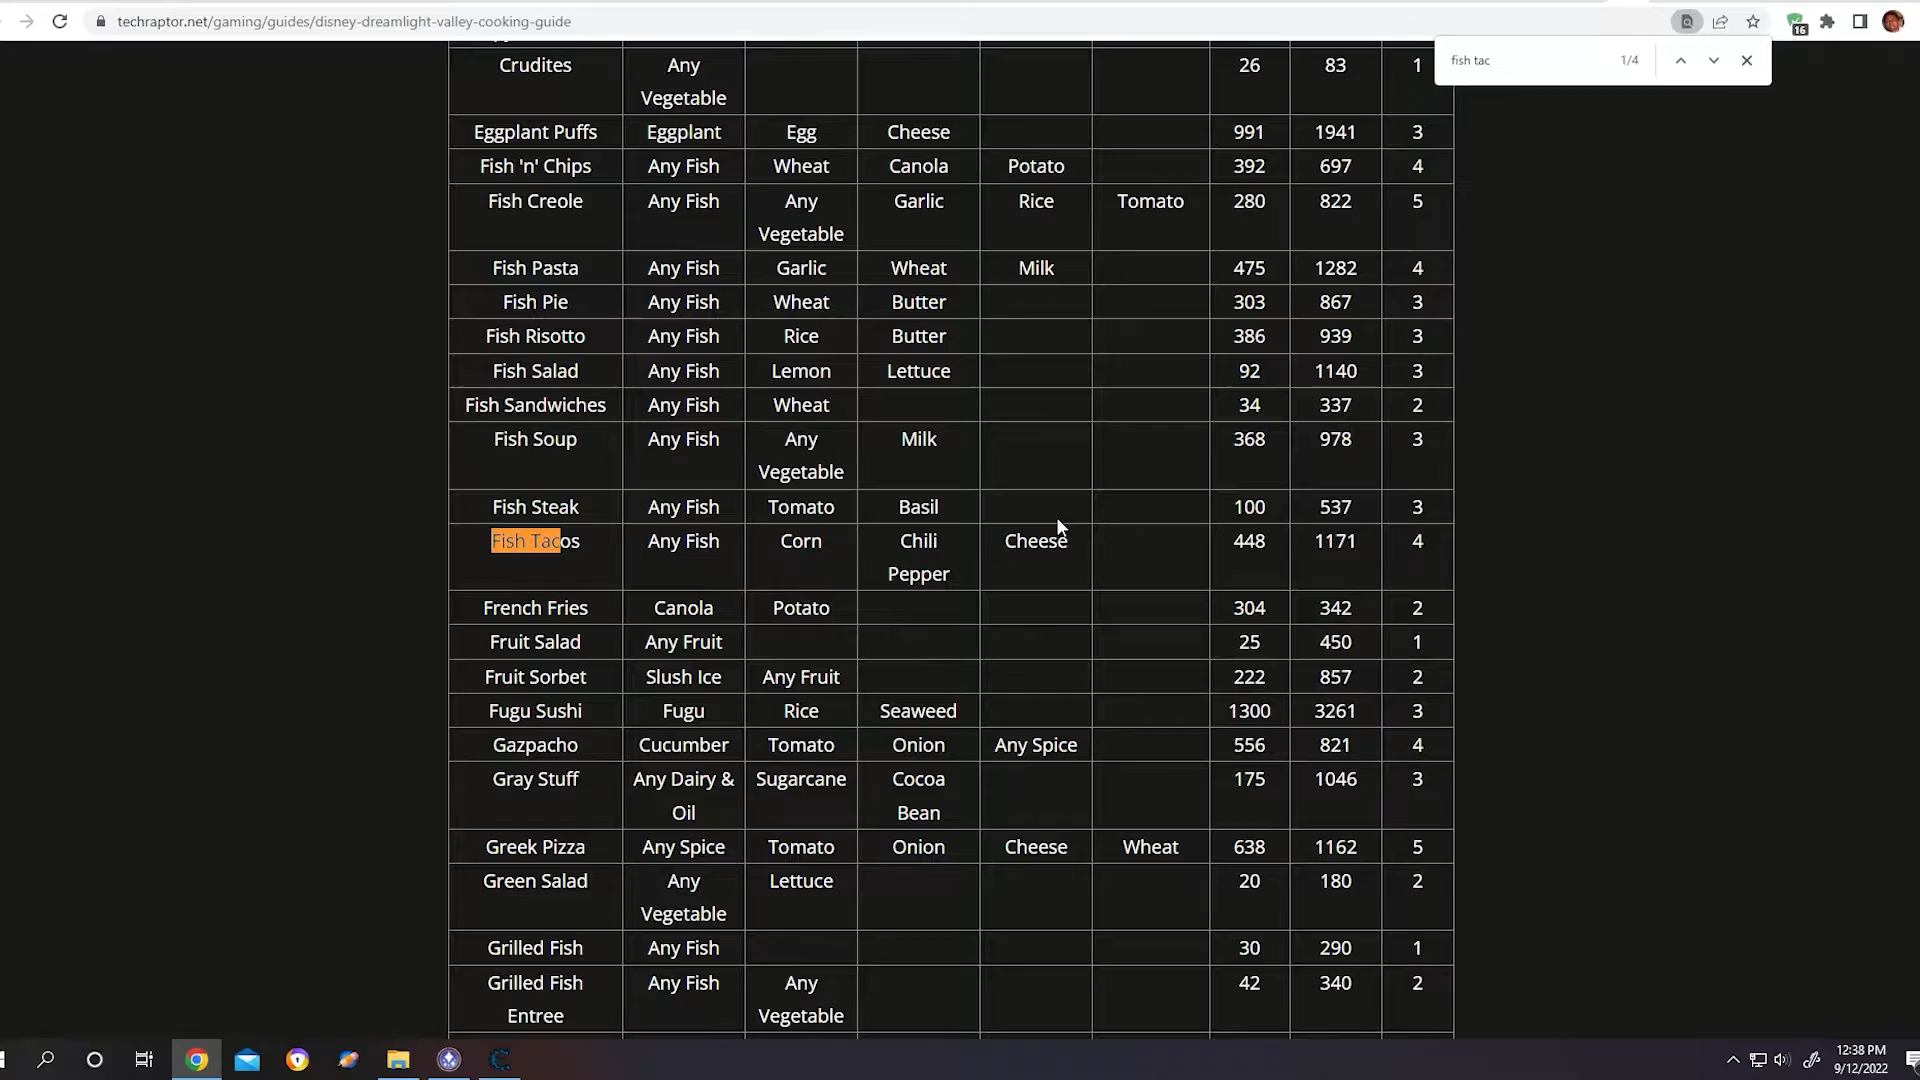 techraptor.net/gaming/guides/disney-dreamlight-valley-cooking-guide
16
fish tac 1/4
Crudites Any Vegetable 26 83 1
Eggplant Puffs Eggplant Egg Cheese 991 1941 3
Fish 'n' Chips Any Fish Wheat Canola Potato 392 697 4
Fish Creole Any Fish Any Vegetable Garlic Rice Tomato 280 822 5
Fish Pasta Any Fish Garlic Wheat Milk 475 1282 4
Fish Pie Any Fish Wheat Butter 303 867 3
Fish Risotto Any Fish Rice Butter 386 939 3
Fish Salad Any Fish Lemon Lettuce 92 1140 3
Fish Sandwiches Any Fish Wheat 34 337 2
Fish Soup Any Fish Any Vegetable Milk 368 978 3
Fish Steak Any Fish Tomato Basil 100 537 3
Fish Tacos Any Fish Corn Chili Pepper Cheese 448 1171 4
French Fries Canola Potato 304 342 2
Fruit Salad Any Fruit 25 450 1
Fruit Sorbet Slush Ice Any Fruit 222 857 2
Fugu Sushi Fugu Rice Seaweed 1300 3261 3
Gazpacho Cucumber Tomato Onion Any Spice 556 821 4
Gray Stuff Any Dairy & Oil Sugarcane Cocoa Bean 175 1046 3
Greek Pizza Any Spice Tomato Onion Cheese Wheat 638 1162 5
Green Salad Any Vegetable Lettuce 20 180 2
Grilled Fish Any Fish 30 290 1
Grilled Fish Entree Any Fish Any Vegetable 42 340 2
12:38 PM
9/12/2022